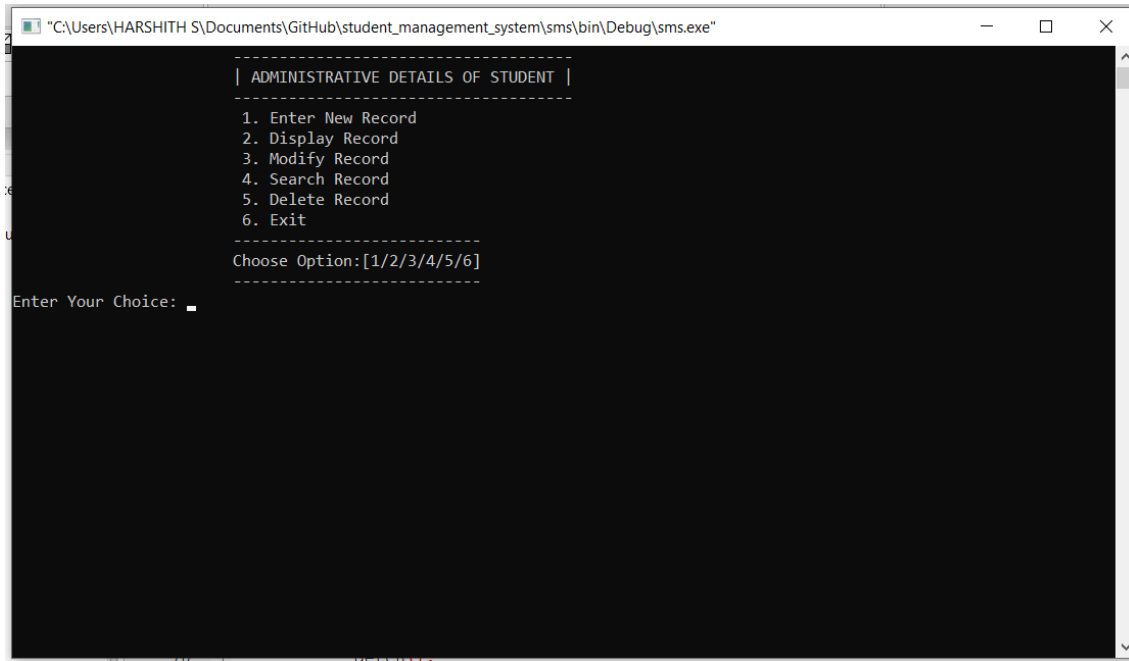 "C:\Users\HARSHITH S\Documents\GitHub\student_management_system\sms\bin\Debug\sms.exe"
-------------------------------------
| ADMINISTRATIVE DETAILS OF STUDENT |
-------------------------------------
1. Enter New Record
2. Display Record
3. Modify Record
4. Search Record
5. Delete Record
6. Exit
---------------------------
Choose Option:[1/2/3/4/5/6]
---------------------------
Enter Your Choice: